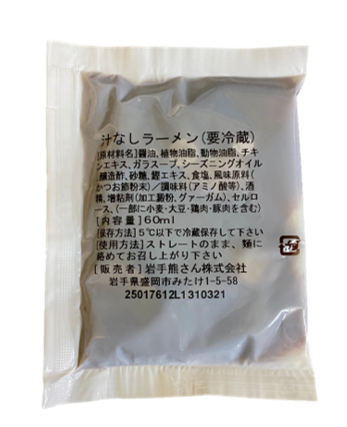 汁なしラーメン(要冷蔵)
[原材料名]醤油、植物油脂、動物油脂、チキ
ンエキス、ガラスープ、シーズニングオイル
、醸造酢、砂糖、鰹エキス、食塩、風味原料(
かつお節粉末)/調味料(アミノ酸等)、酒
精、増粘剤(加工澱粉、グァーガム)、セルロ
ース、(一部に小麦・大豆・鶏肉・豚肉を含む)
[内容量]60ml
[保存方法]5℃以下で冷蔵保存して下さい
[使用方法]ストレートのまま、麺に
絡めてお召し上がり下さい
[販売者]岩手熊さん株式会社
岩手県盛岡市みたけ1-5-58
25017612L1310321
プラ